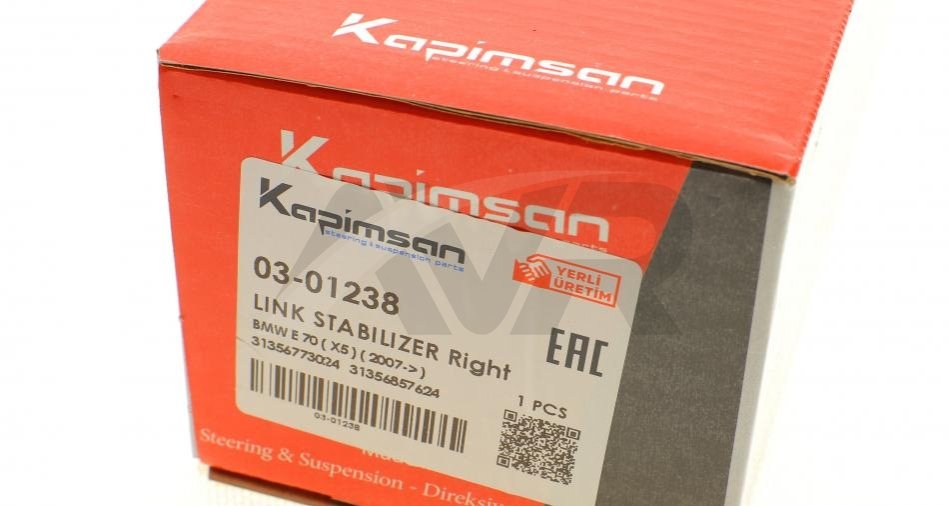 Kapimsan
steering & suspension parts
Kapimsan
parts
Kapimsan
steering & suspension parts
YERLİ
ÜRETİM
03-01238
LINK STABILIZER Right
BMW E 70 ( X5 ) ( 2007-> )
31356773024 31356857624
EAC
1 PCS
03-01238
Steering & Suspension - Direksiy